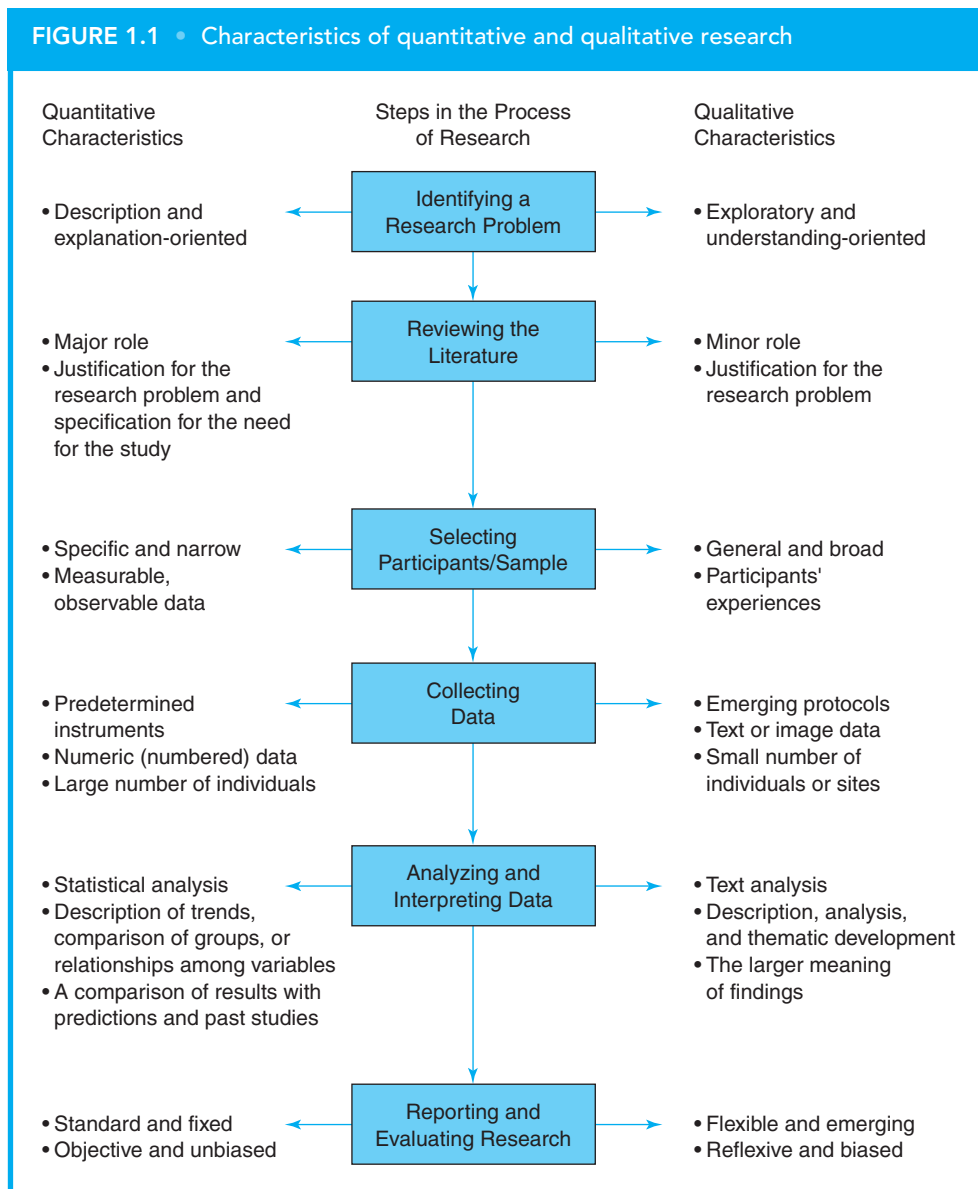 FIGURE 1.1 • Characteristics of quantitative and qualitative research
Quantitative
Characteristics
Steps in the Process
of Research
Qualitative
Characteristics
• Description and
explanation-oriented
Identifying a
Research Problem
• Exploratory and
understanding-oriented
• Major role
• Justification for the
research problem and
specification for the need
for the study
Reviewing the
Literature
• Minor role
• Justification for the
research problem
• Specific and narrow
• Measurable,
observable data
Selecting
Participants/Sample
• General and broad
• Participants'
experiences
• Predetermined
instruments
• Numeric (numbered) data
• Large number of individuals
Collecting
Data
• Emerging protocols
• Text or image data
• Small number of
individuals or sites
• Statistical analysis
• Description of trends,
comparison of groups, or
relationships among variables
• A comparison of results with
predictions and past studies
Analyzing and
Interpreting Data
• Text analysis
• Description, analysis,
and thematic development
• The larger meaning
of findings
• Standard and fixed
• Objective and unbiased
Reporting and
Evaluating Research
• Flexible and emerging
• Reflexive and biased